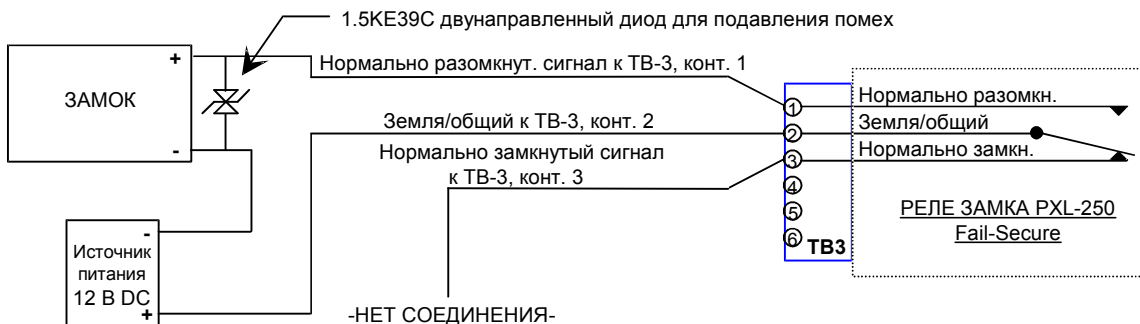 1.5KE39C двунаправленный диод для подавления помех
+
ЗАМОК
-
Нормально разомкнут. сигнал к ТВ-3, конт. 1
Земля/общий к ТВ-3, конт. 2
Нормально замкнутый сигнал
к ТВ-3, конт. 3
1
2
3
4
5
6
TB3
Нормально разомкн.
Земля/общий
Нормально замкн.
РЕЛЕ ЗАМКА PXL-250
Fail-Secure
-
Источник
питания
12 В DC
+
-НЕТ СОЕДИНЕНИЯ-